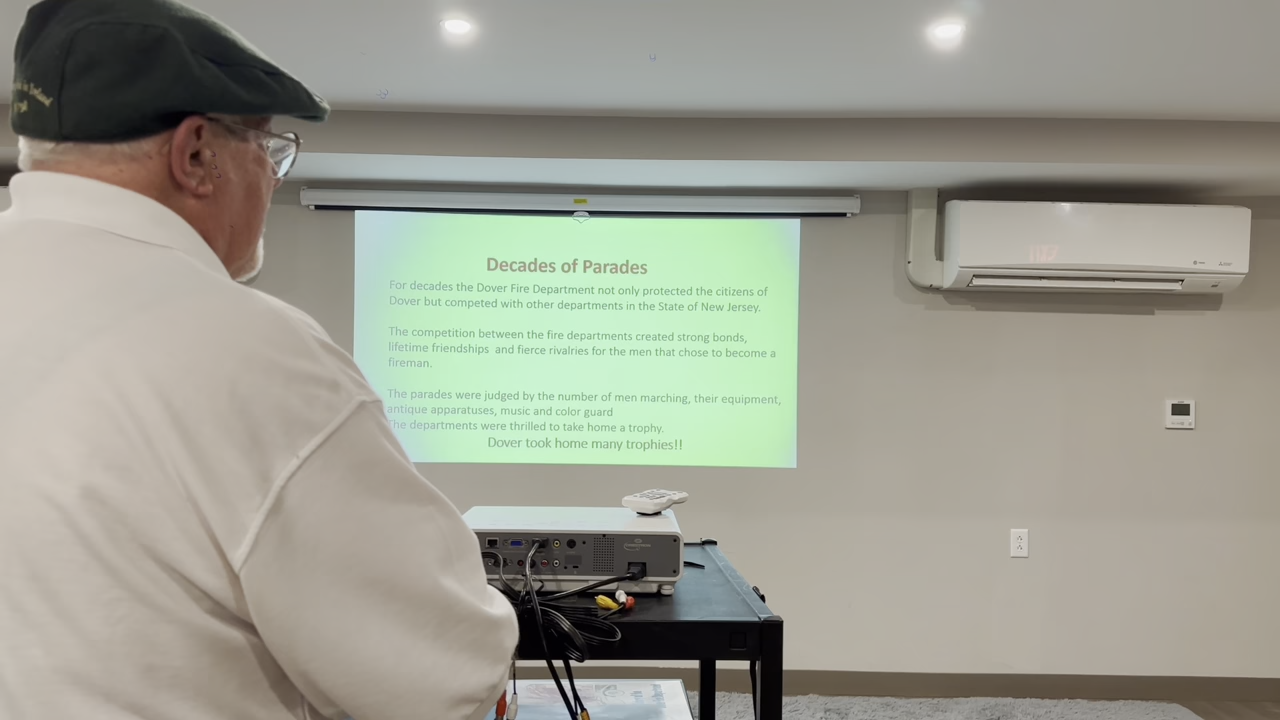 Decades of Parades
For decades the Dover Fire Department not only protected the citizens of
Dover but competed with other departments in the State of New Jersey.
The competition between the fire departments created strong bonds,
lifetime friendships and fierce rivalries for the men that chose to become a
fireman.
The parades were judged by the number of men marching, their equipment,
antique apparatuses, music and color guard
The departments were thrilled to take home a trophy.
Dover took home many trophies!!